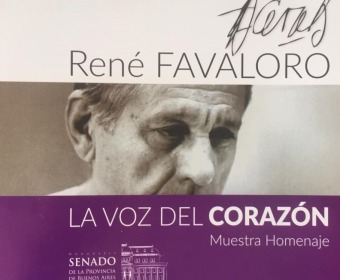 René FAVALORO
LA VOZ DEL CORAZÓN
Muestra Homenaje
SENADO
DE LA PROVINCIA
DE BUENOS AIRES